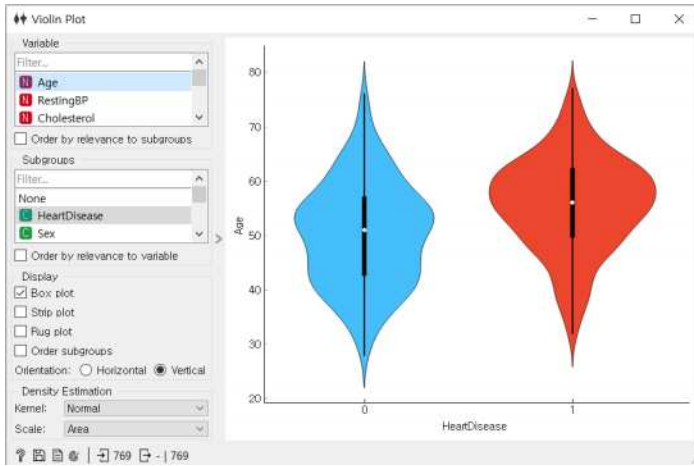 Violin Plot
Variable
Filter...
N Age
N RestingBP
N Cholesterol
Order by relevance to subgroups
Subgroups
Filter...
None
C HeartDisease
C Sex
Order by relevance to variable
Display
Box plot
Strip plot
Rug plot
Order subgroups
Orientation: Horizontal Vertical
Density Estimation
Kernel: Normal
Scale: Area
? 769 - | 769
80
70
60
50
40
30
20
Age
0 1
HeartDisease